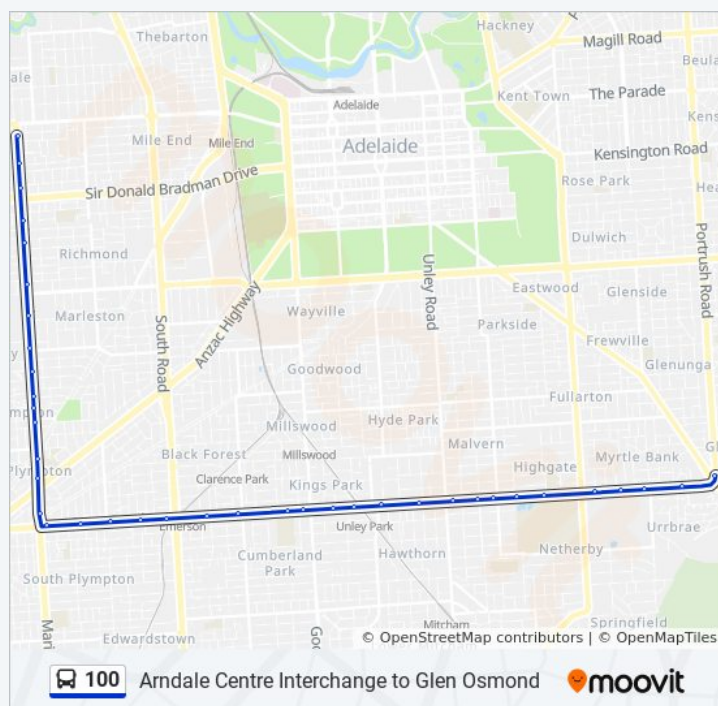 Hackney
Thebarton
Magill Road
ale
Beula
Kent Town
The Parade
Adelaide
Kens
Mile End
Mile End
Adelaide
Kensington Road
Sir Donald Bradman Drive
Rose Park
Hea
Richmond
Dulwich
Unley Road
Portrush Road
Eastwood
Glenside
Marleston
South Road
Anzac Highway
Wayville
Parkside
Frewville
y
Goodwood
Glenunga
Fullarton
mpton
Hyde Park
Millswood
Malvern
Gl
Plympton
Black Forest
Millswood
Highgate
Myrtle Bank
Clarence Park
Kings Park
Emerson
Unley Park
Urrbrae
Cumberland
Park
Hawthorn
Netherby
South Plympton
Mitcham
Springfield
Mari
Edwardstown
Goo
© OpenStreetMap contributors | © OpenMapTiles
100 Arndale Centre Interchange to Glen Osmond moovit